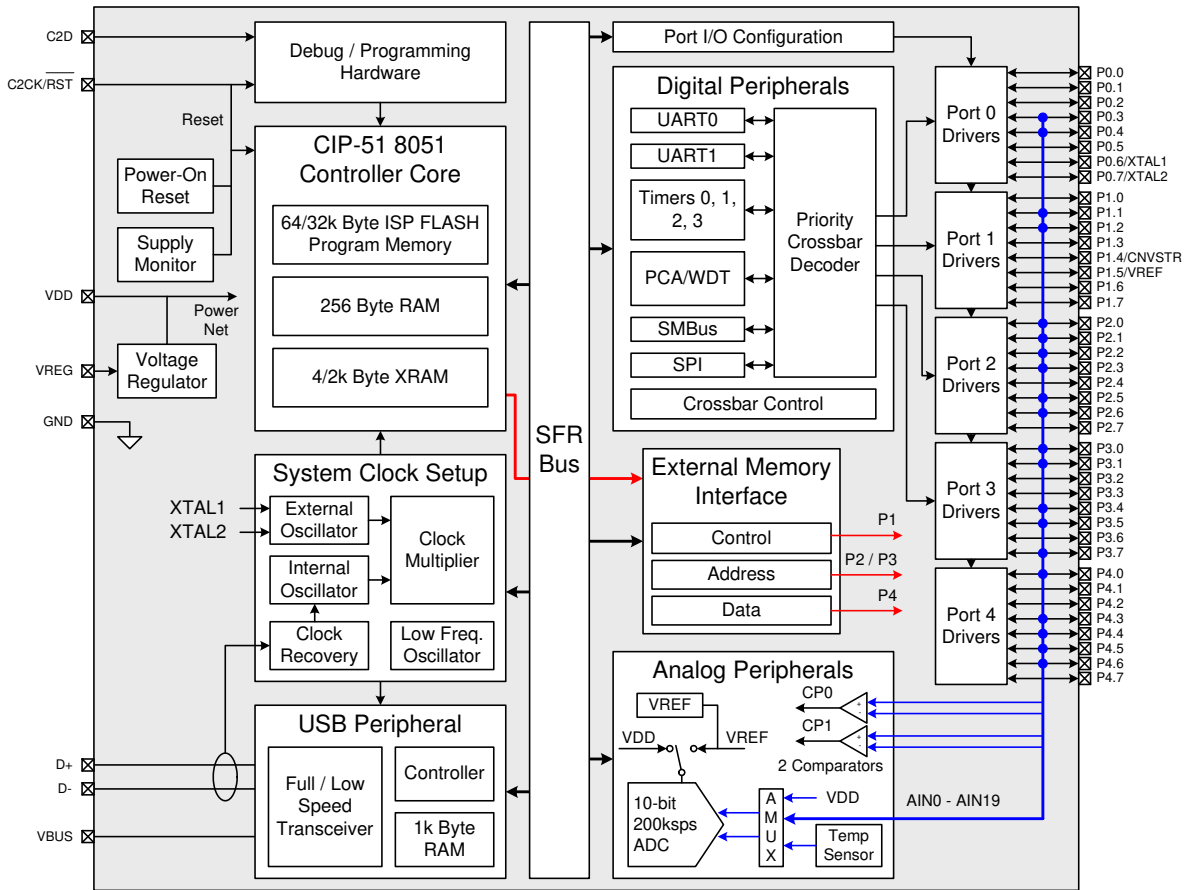 C2D
C2CK/RST
Reset
Power-On
Reset
Supply
Monitor
VDD
Power
Net
VREG
Voltage
Regulator
GND
Debug / Programming
Hardware
CIP-51 8051
Controller Core
64/32k Byte ISP FLASH
Program Memory
256 Byte RAM
4/2k Byte XRAM
System Clock Setup
XTAL1
XTAL2
External
Oscillator
Internal
Oscillator
Clock
Recovery
Clock
Multiplier
Low Freq.
Oscillator
USB Peripheral
D+
D-
VBUS
Full / Low
Speed
Transceiver
Controller
1k Byte
RAM
SFR
Bus
Port I/O Configuration
Digital Peripherals
UART0
UART1
Timers 0, 1,
2, 3
PCA/WDT
SMBus
SPI
Priority
Crossbar
Decoder
Crossbar Control
External Memory
Interface
Control
Address
Data
P1
P2 / P3
P4
Analog Peripherals
VREF
VDD
VREF
10-bit
200ksps
ADC
A
M
U
X
CP0
+
-
CP1
+
-
2 Comparators
VDD
Temp
Sensor
AIN0 - AIN19
Port 0
Drivers
Port 1
Drivers
Port 2
Drivers
Port 3
Drivers
Port 4
Drivers
P0.0
P0.1
P0.2
P0.3
P0.4
P0.5
P0.6/XTAL1
P0.7/XTAL2
P1.0
P1.1
P1.2
P1.3
P1.4/CNVSTR
P1.5/VREF
P1.6
P1.7
P2.0
P2.1
P2.2
P2.3
P2.4
P2.5
P2.6
P2.7
P3.0
P3.1
P3.2
P3.3
P3.4
P3.5
P3.6
P3.7
P4.0
P4.1
P4.2
P4.3
P4.4
P4.5
P4.6
P4.7